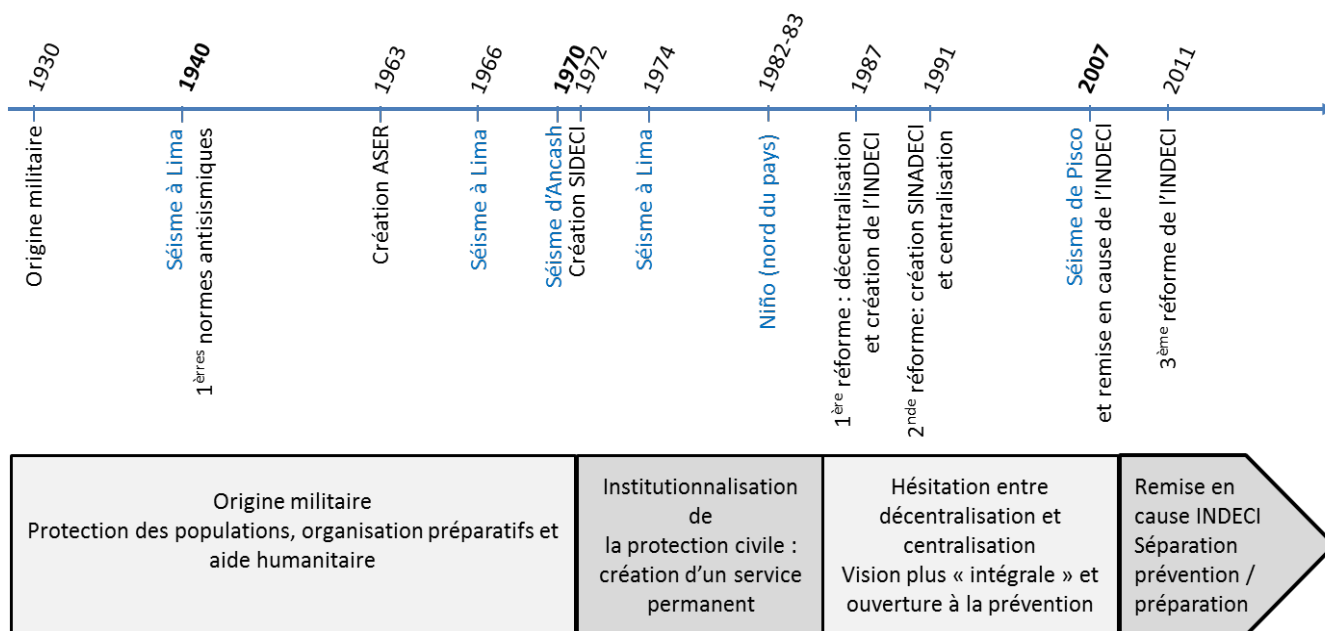 1930
1940
1963
1966
1970
1972
1974
1982-83
1987
1991
2007
2011
Origine militaire
Séisme à Lima
1èrres normes antisismiques
Création ASER
Séisme à Lima
Séisme d'Ancash
Création SIDECI
Séisme à Lima
Niño (nord du pays)
1ère réforme : décentralisation
et création de l'INDECI
2nde réforme: création SINADECI
et centralisation
Séisme de Pisco
et remise en cause de l'INDECI
3ème réforme de l'INDECI
Origine militaire
Protection des populations, organisation préparatifs et
aide humanitaire
Institutionnalisation
de
la protection civile :
création d'un service
permanent
Hésitation entre
décentralisation et
centralisation
Vision plus « intégrale » et
ouverture à la prévention
Remise en
cause INDECI
Séparation
prévention /
préparation